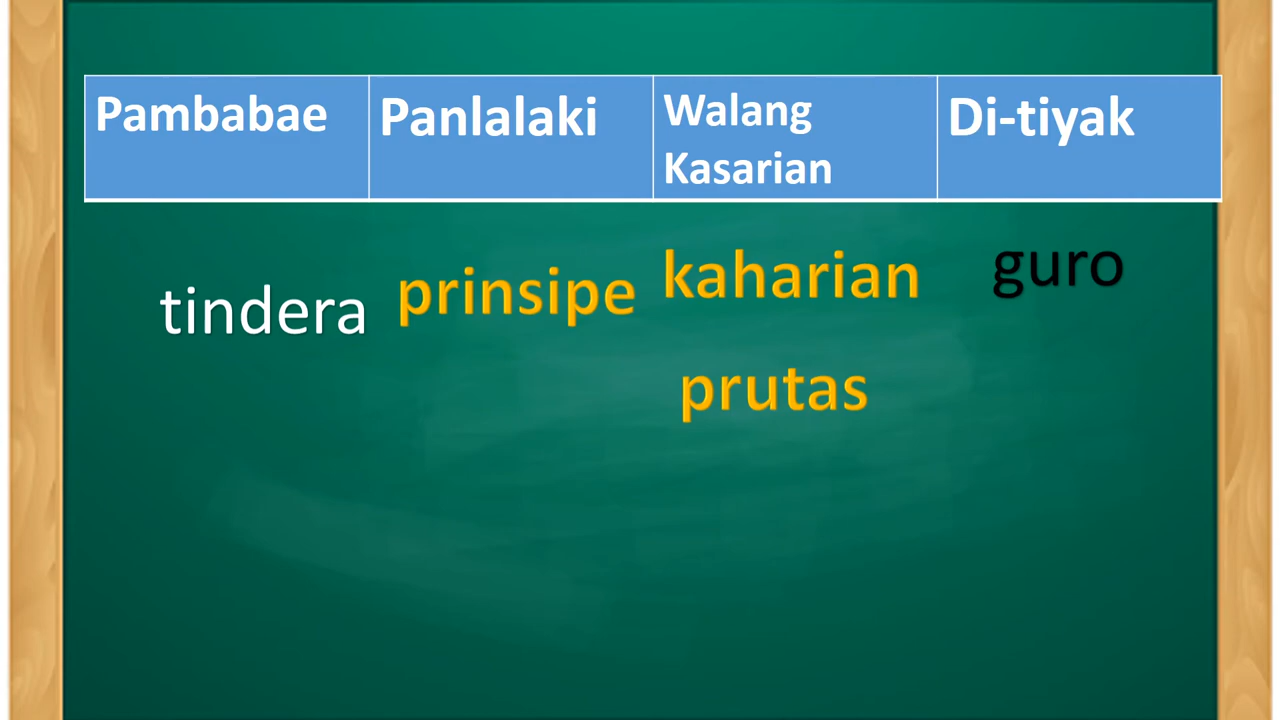 Pambabae
Panlalaki
Walang
Kasarian
Di-tiyak
tindera
prinsipe
kaharian
prutas
guro